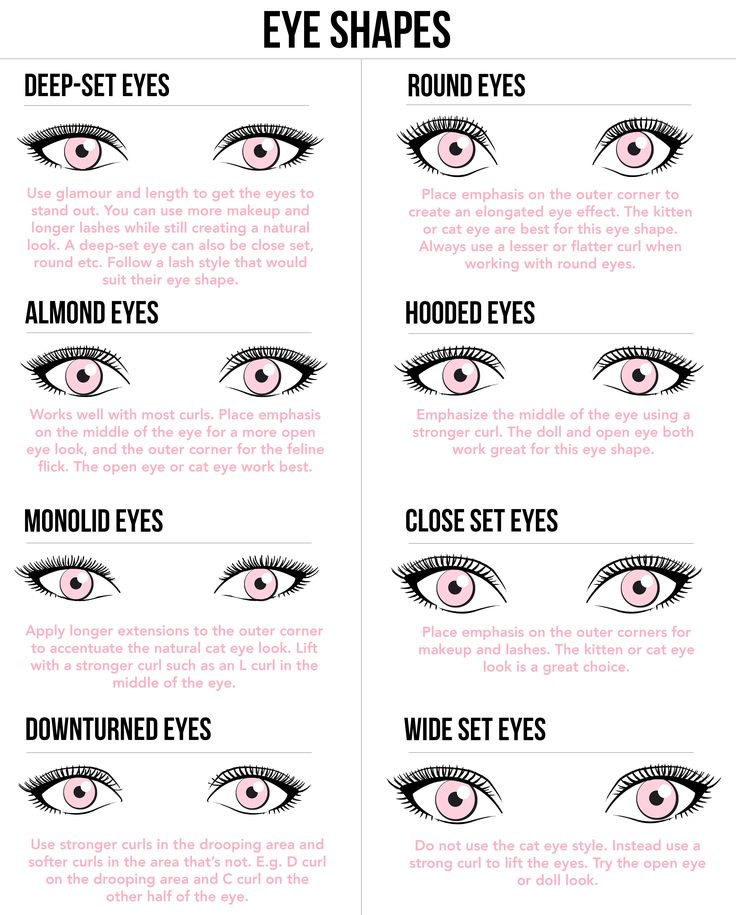 EYE SHAPES
DEEP-SET EYES
Use glamour and length to get the eyes to
stand out. You can use more makeup and
longer lashes while still creating a natural
look. A deep-set eye can also be close set,
round etc. Follow a lash style that would
suit their eye shape.
ROUND EYES
Place emphasis on the outer corner to
create an elongated eye effect. The kitten
or cat eye are best for this eye shape.
Always use a lesser or flatter curl when
working with round eyes.
ALMOND EYES
Works well with most curls. Place emphasis
on the middle of the eye for a more open
eye look, and the outer corner for the feline
flick. The open eye or cat eye work best.
HOODED EYES
Emphasize the middle of the eye using a
stronger curl. The doll and open eye both
work great for this eye shape.
MONOLID EYES
Apply longer extensions to the outer corner
to accentuate the natural cat eye look. Lift
with a stronger curl such as an L curl in the
middle of the eye.
CLOSE SET EYES
Place emphasis on the outer corners for
makeup and lashes. The kitten or cat eye
look is a great choice.
DOWNTURNED EYES
Use stronger curls in the drooping area and
softer curls in the area that's not. E.g. D curl
on the drooping area and C curl on the
other half of the eye.
WIDE SET EYES
Do not use the cat eye style. Instead use a
strong curl to lift the eyes. Try the open eye
or doll look.